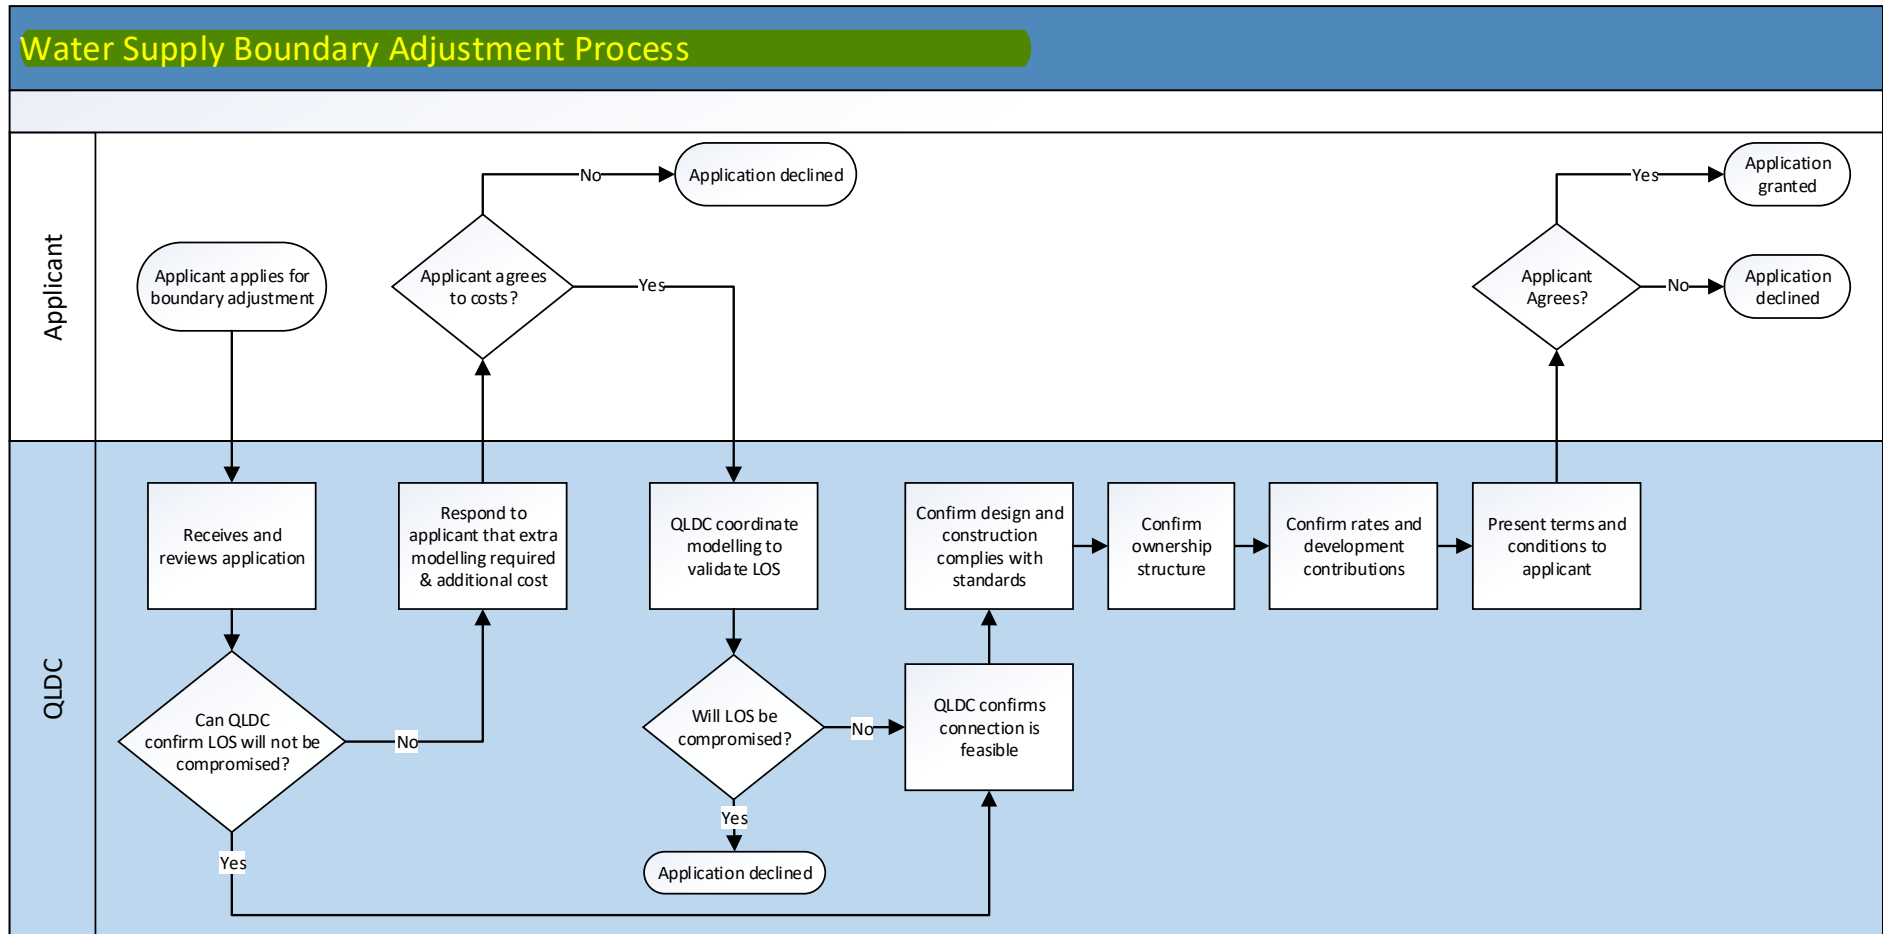 Water Supply Boundary Adjustment Process
Applicant
Applicant applies for
boundary adjustment
Applicant agrees
to costs?
No
Application declined
Yes
Applicant
Agrees?
Yes
Application
granted
No
Application
declined
QLDC
Receives and
reviews application
Can QLDC
confirm LOS will not be
compromised?
No
Yes
Respond to
applicant that extra
modelling required
& additional cost
QLDC coordinate
modelling to
validate LOS
Will LOS be
compromised?
No
Yes
Application declined
QLDC confirms
connection is
feasible
Confirm design and
construction
complies with
standards
Confirm
ownership
structure
Confirm rates and
development
contributions
Present terms and
conditions to
applicant